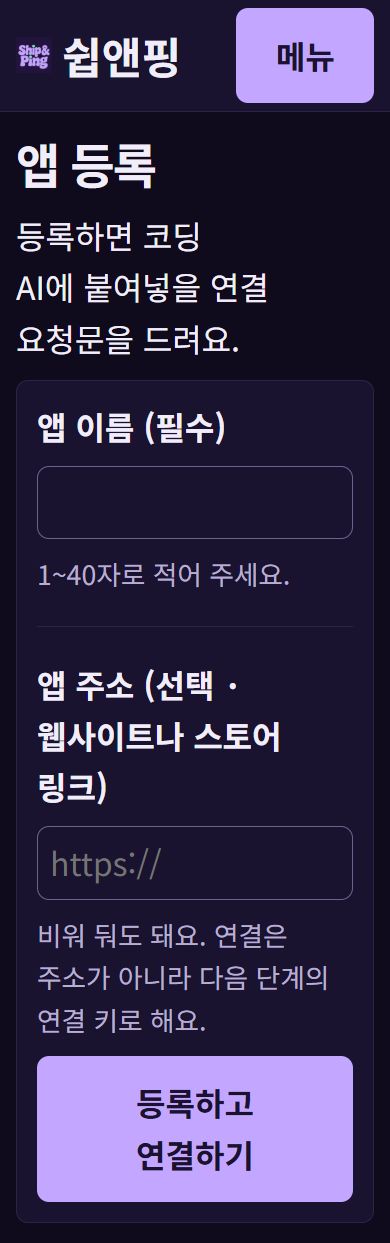 Ship&
Ping
쉽앤핑
메뉴
앱 등록
등록하면 코딩
AI에 붙여넣을 연결
요청문을 드려요.
앱 이름 (필수)
1~40자로 적어 주세요.
앱 주소 (선택 ·
웹사이트나 스토어
링크)
https://
비워 둬도 돼요. 연결은
주소가 아니라 다음 단계의
연결 키로 해요.
등록하고
연결하기